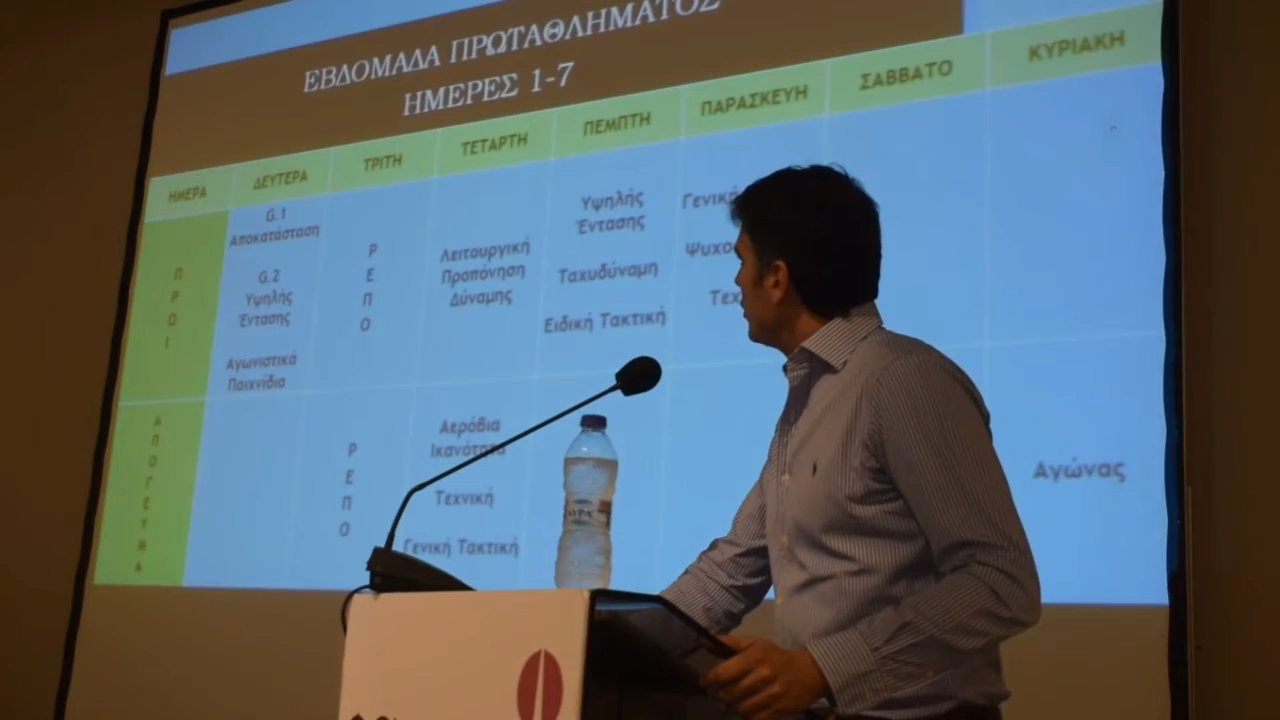 ΕΒΔΟΜΑΔΑ ΠΡΩΤΑΘΛΗΜΑΤΟΣ
ΗΜΕΡΕΣ 1-7
ΗΜΕΡΑ ΔΕΥΤΕΡΑ ΤΡΙΤΗ ΤΕΤΑΡΤΗ ΠΕΜΠΤΗ ΠΑΡΑΣΚΕΥΗ ΣΑΒΒΑΤΟ ΚΥΡΙΑΚΗ
ΠΡΩΙ
G.1
Αποκατάσταση
G.2
Υψηλής
Έντασης
Αγωνιστικά
Παιχνίδια
ΡΕΠΟ
Λειτουργική
Προπόνηση
Δύναμης
Υψηλής
Έντασης
Ταχυδύναμη
Ειδική Τακτική
ΑΠΟΓΕΥΜΑ
ΡΕΠΟ
Αερόβια
Ικανότητα
Τεχνική
Γενική Τακτική
Αγώνας